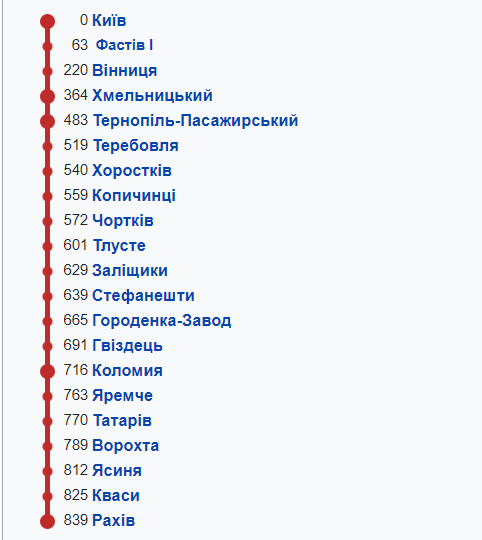 0 Київ
63 Фастів I
220 Вінниця
364 Хмельницький
483 Тернопіль-Пасажирський
519 Теребовля
540 Хоростків
559 Копичинці
572 Чортків
601 Тлусте
629 Заліщики
639 Стефанешти
665 Городенка-Завод
691 Гвіздець
716 Коломия
763 Яремче
770 Татарів
789 Ворохта
812 Ясиня
825 Кваси
839 Рахів